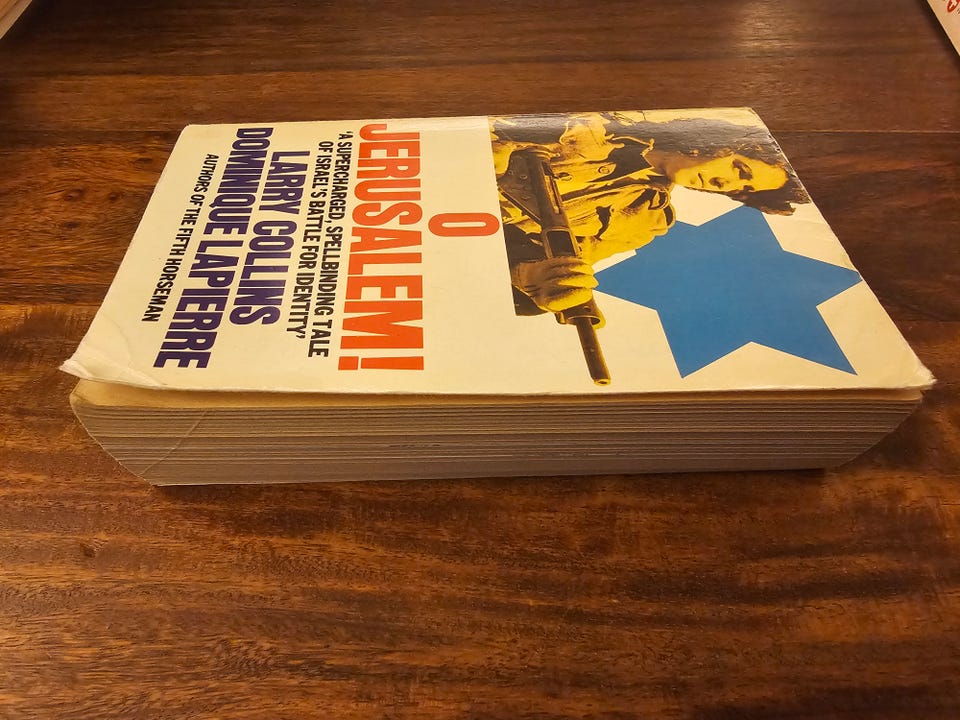 O
JERUSALEM!
'A SUPERCHARGED, SPELLBINDING TALE
OF ISRAEL'S BATTLE FOR IDENTITY'
LARRY COLLINS
DOMINIQUE LAPIERRE
AUTHORS OF THE FIFTH HORSEMAN